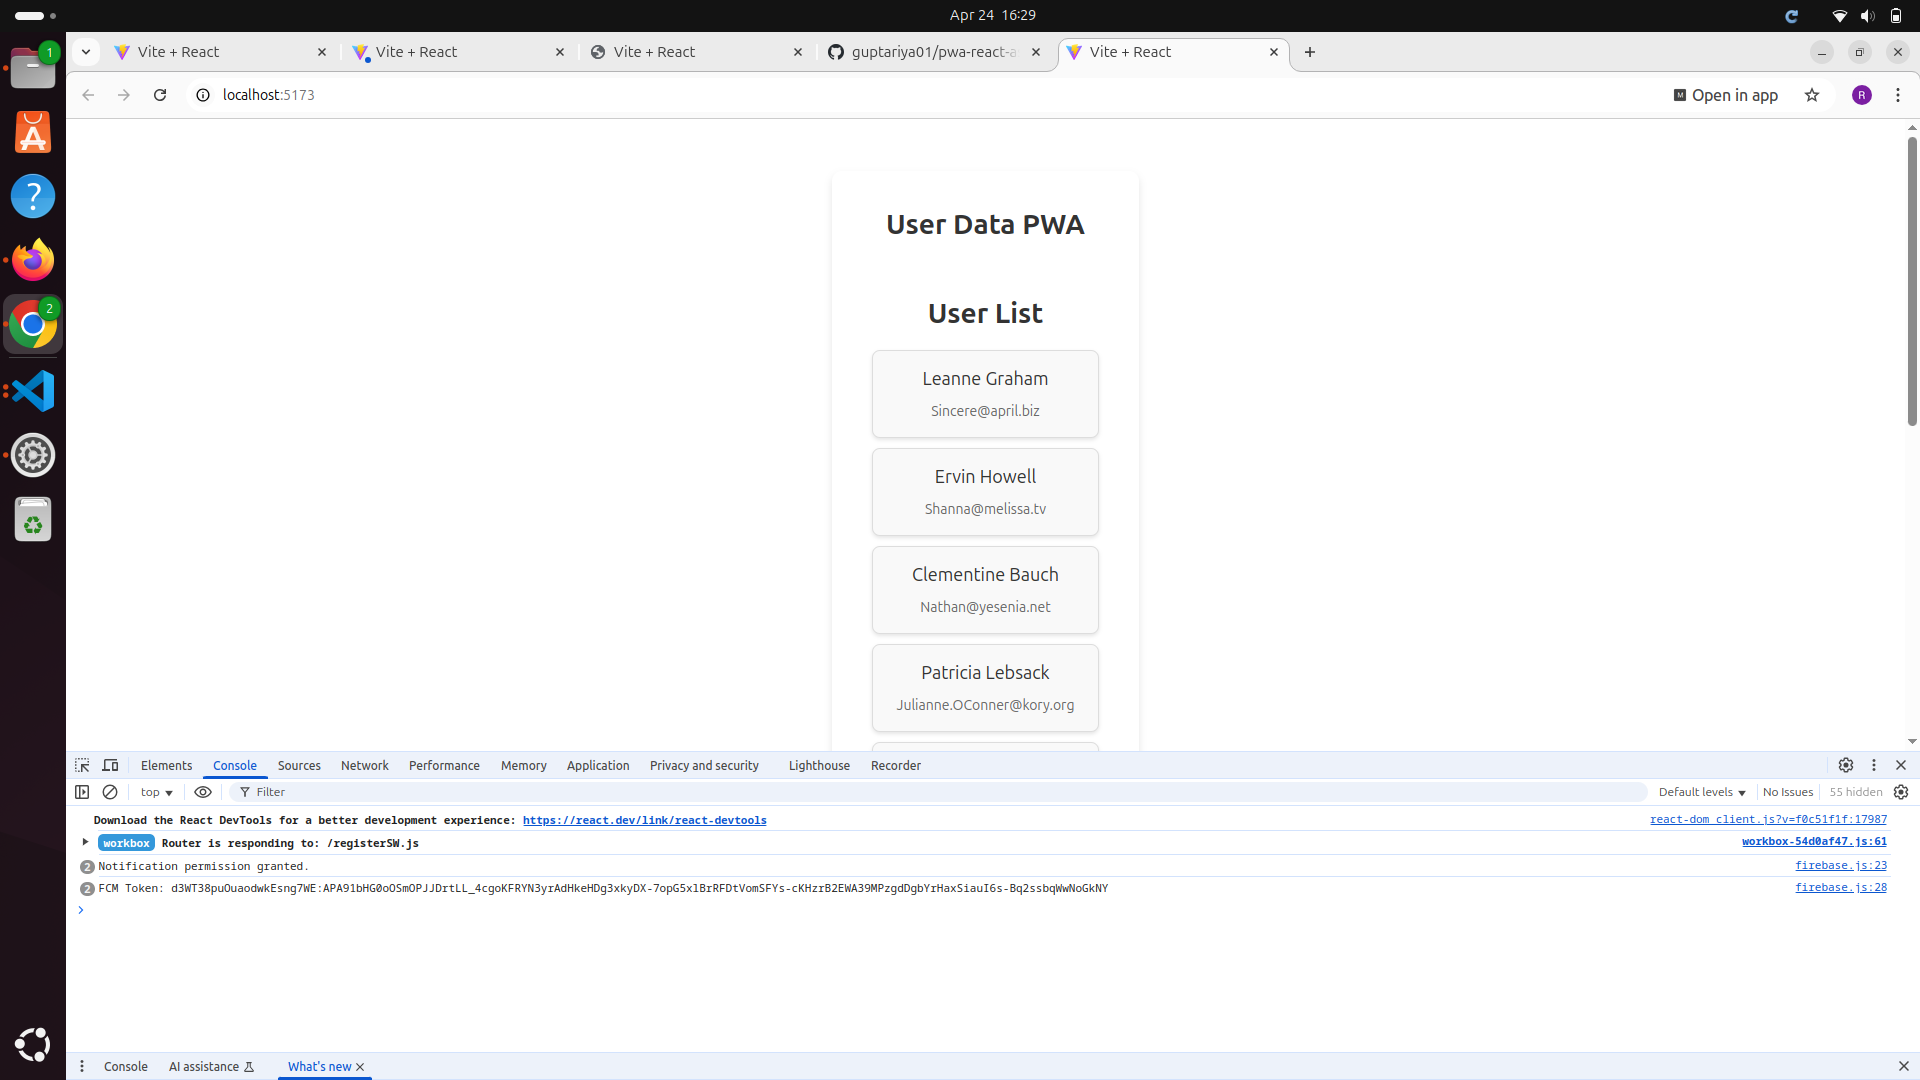 Apr 24 16:29
1
Vite + React
Vite + React
Vite + React
guptariya01/pwa-react-a
Vite + React
localhost:5173
Open in app
R
2
User Data PWA
User List
Leanne Graham
Sincere@april.biz
Ervin Howell
Shanna@melissa.tv
Clementine Bauch
Nathan@yesenia.net
Patricia Lebsack
Julianne.OConner@kory.org
Elements Console Sources Network Performance Memory Application Privacy and security Lighthouse Recorder
top Filter Default levels No Issues 55 hidden
Download the React DevTools for a better development experience: https://react.dev/link/react-devtools react-dom_client.js?v=f0c51f1f:17987
workbox Router is responding to: /registerSW.js workbox-54d0af47.js:61
2 Notification permission granted. firebase.js:23
2 FCM Token: d3WT38puOuaodwkEsng7WE:APA91bHG0oOSmOPJJDrtLL_4cgoKFRYN3yrAdHkeHDg3xkyDX-7opG5xlBrRFDtVomSFYs-cKHzrB2EWA39MPzgdDgbYrHaxSiauI6s-Bq2ssbqWwNoGkNY firebase.js:28
Console AI assistance What's new